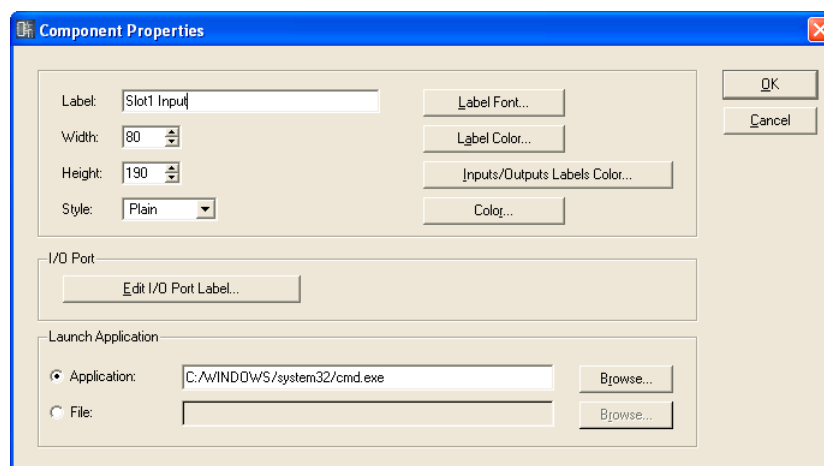 Component Properties
Label: Slot1 Input Label Font... OK
Width: 80 Label Color... Cancel
Height: 190 Inputs/Outputs Labels Color...
Style: Plain Color...
I/O Port
Edit I/O Port Label...
Launch Application
Application: C:/WINDOWS/system32/cmd.exe Browse...
File: Browse...